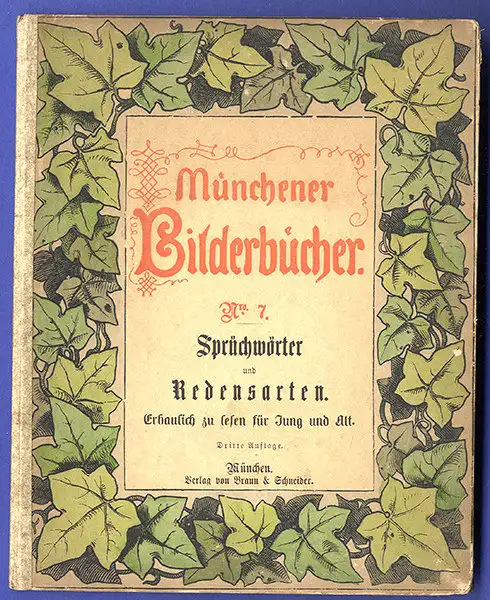 Münchener
Bilderbücher.
Nro. 7.
Sprüchwörter
und
Redensarten.
Erbaulich zu lesen für Jung und Alt.
Dritte Auflage.
München.
Verlag von Braun & Schneider.